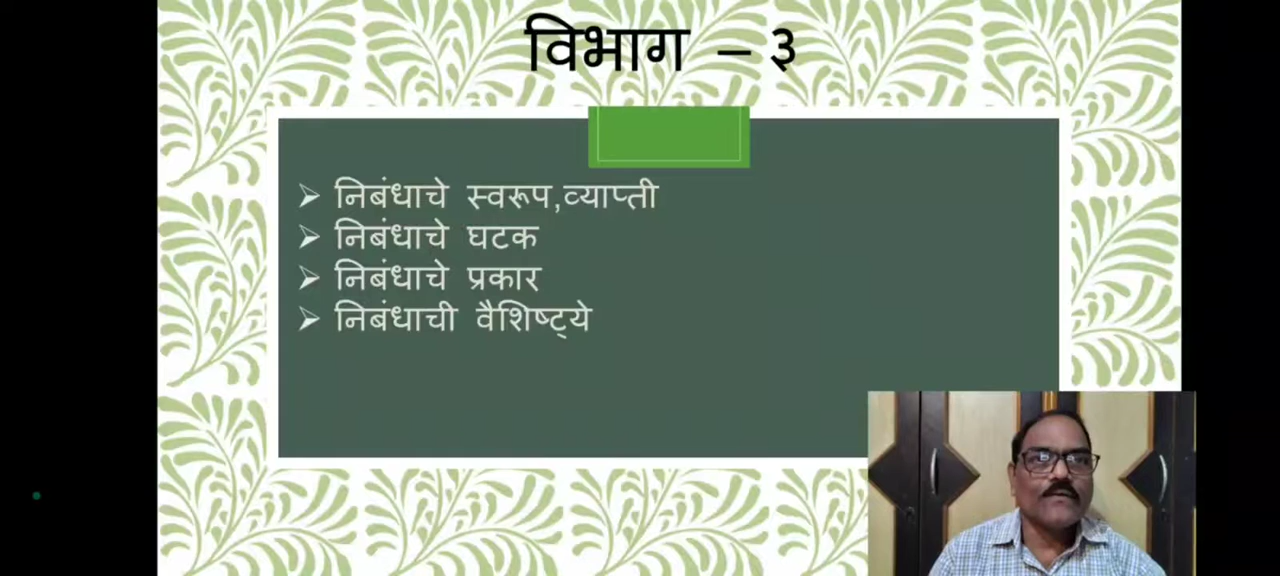 विभाग – ३
➢ निबंधाचे स्वरूप,व्याप्ती
➢ निबंधाचे घटक
➢ निबंधाचे प्रकार
➢ निबंधाची वैशिष्ट्ये